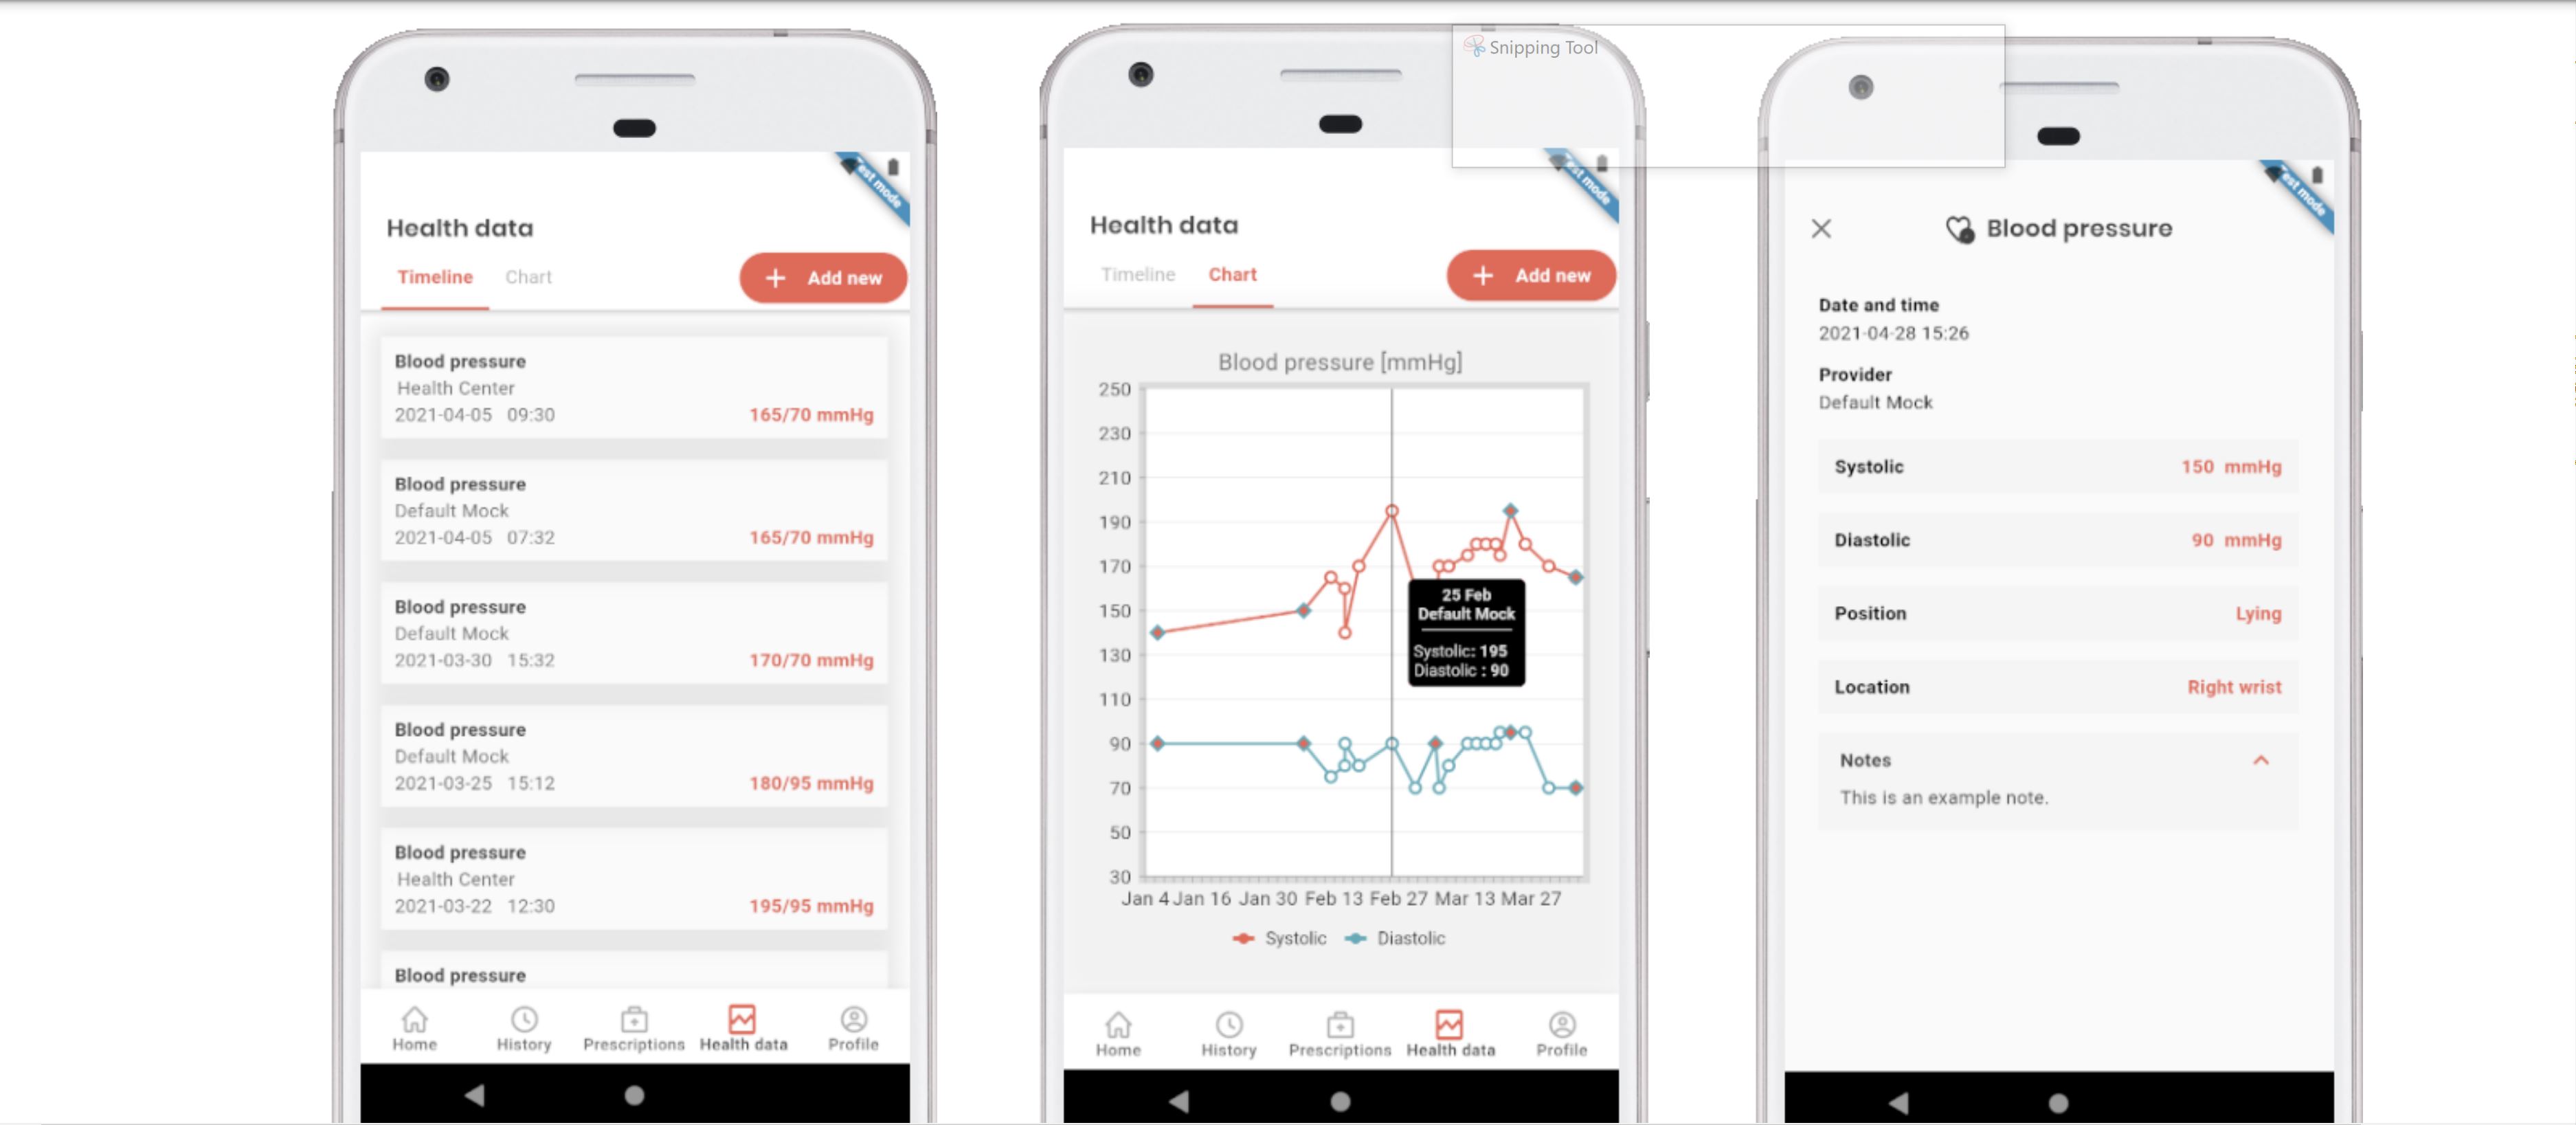 Snipping Tool
Test mode
Health data
Timeline Chart
+ Add new
Blood pressure
Health Center
2021-04-05 09:30 165/70 mmHg
Blood pressure
Default Mock
2021-04-05 07:32 165/70 mmHg
Blood pressure
Default Mock
2021-03-30 15:32 170/70 mmHg
Blood pressure
Default Mock
2021-03-25 15:12 180/95 mmHg
Blood pressure
Health Center
2021-03-22 12:30 195/95 mmHg
Blood pressure
Home History Prescriptions Health data Profile
mode
Health data
Timeline Chart
+ Add new
Blood pressure [mmHg]
250
230
210
190
170
150
130
110
90
70
50
30
25 Feb
Default Mock
Systolic: 195
Diastolic : 90
Jan 4 Jan 16 Jan 30 Feb 13 Feb 27 Mar 13 Mar 27
Systolic Diastolic
Home History Prescriptions Health data Profile
Test mode
Blood pressure
Date and time
2021-04-28 15:26
Provider
Default Mock
Systolic 150 mmHg
Diastolic 90 mmHg
Position Lying
Location Right wrist
Notes
This is an example note.